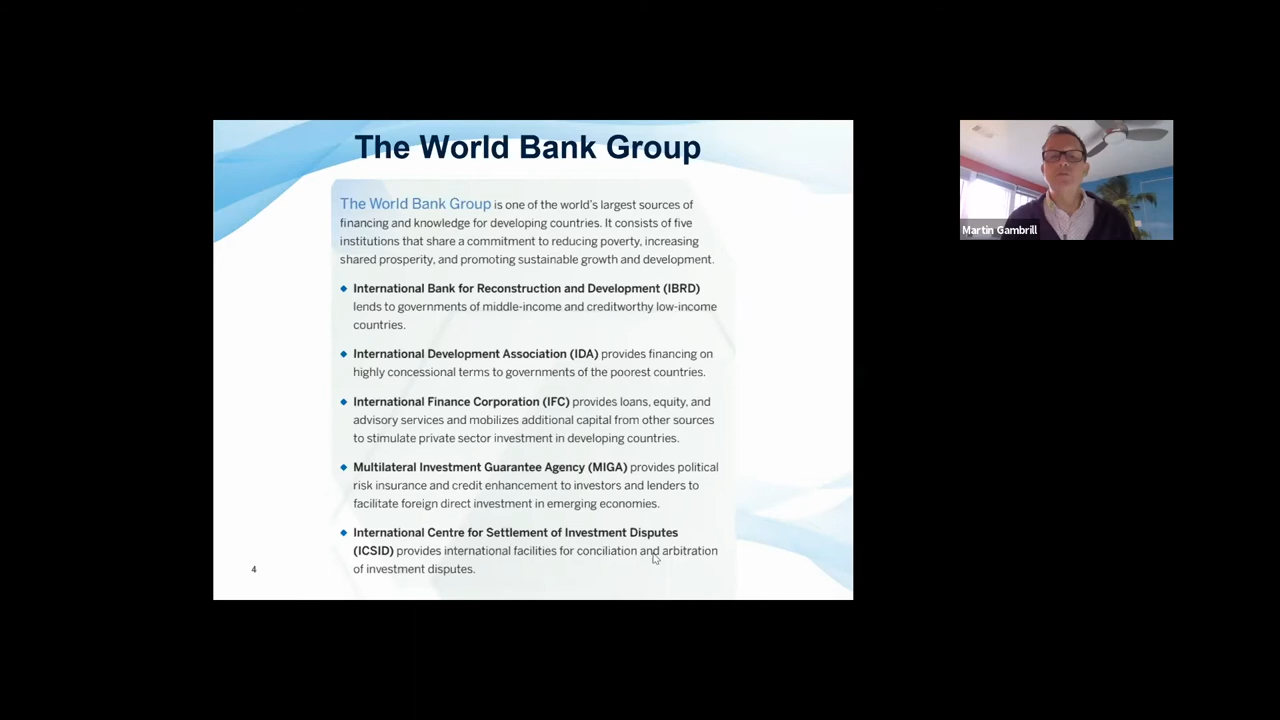 The World Bank Group
The World Bank Group is one of the world's largest sources of
financing and knowledge for developing countries. It consists of five
institutions that share a commitment to reducing poverty, increasing
shared prosperity, and promoting sustainable growth and development.
International Bank for Reconstruction and Development (IBRD)
lends to governments of middle-income and creditworthy low-income
countries.
International Development Association (IDA) provides financing on
highly concessional terms to governments of the poorest countries.
International Finance Corporation (IFC) provides loans, equity, and
advisory services and mobilizes additional capital from other sources
to stimulate private sector investment in developing countries.
Multilateral Investment Guarantee Agency (MIGA) provides political
risk insurance and credit enhancement to investors and lenders to
facilitate foreign direct investment in emerging economies.
International Centre for Settlement of Investment Disputes
(ICSID) provides international facilities for conciliation and arbitration
of investment disputes.
4
Martin Gambrill